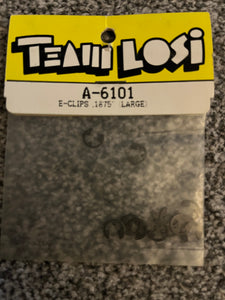 TEAM LOSI
A-6101
E-CLIPS .1875" (LARGE)